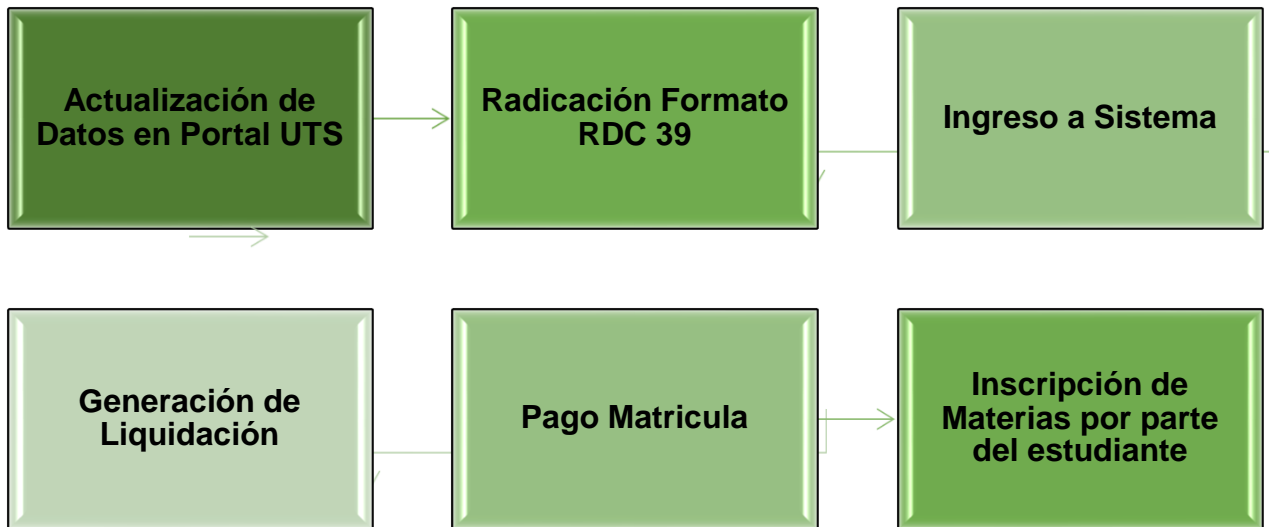 Actualización de
Datos en Portal UTS
Radicación Formato
RDC 39
Ingreso a Sistema
Generación de
Liquidación
Pago Matricula
Inscripción de
Materias por parte
del estudiante